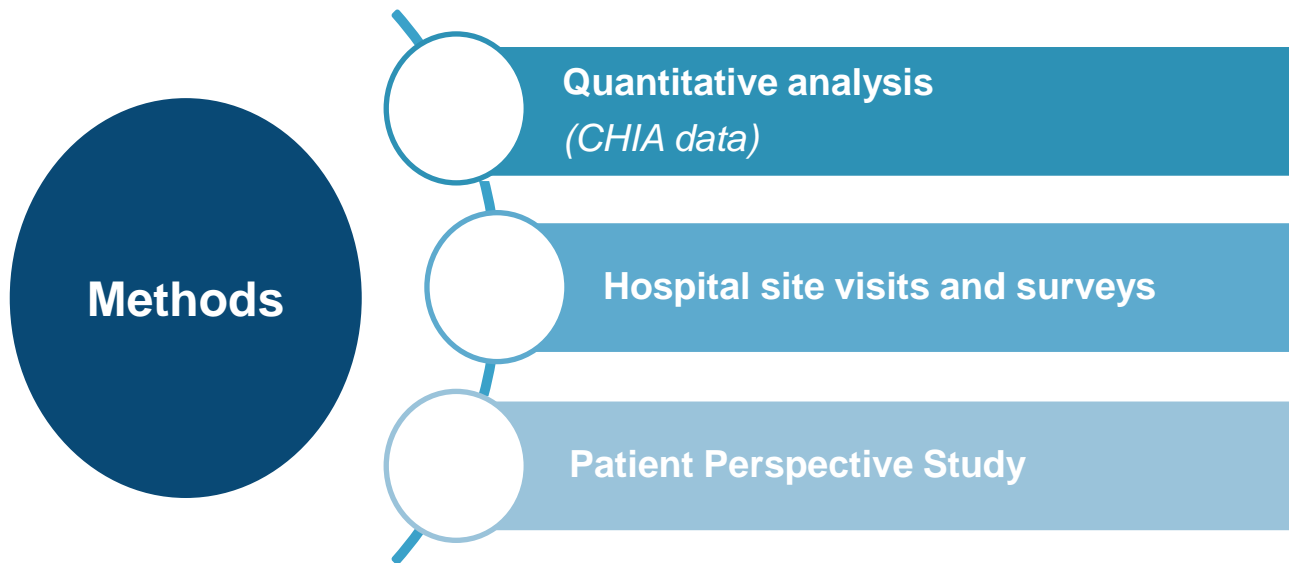 Methods
Quantitative analysis
(CHIA data)
Hospital site visits and surveys
Patient Perspective Study